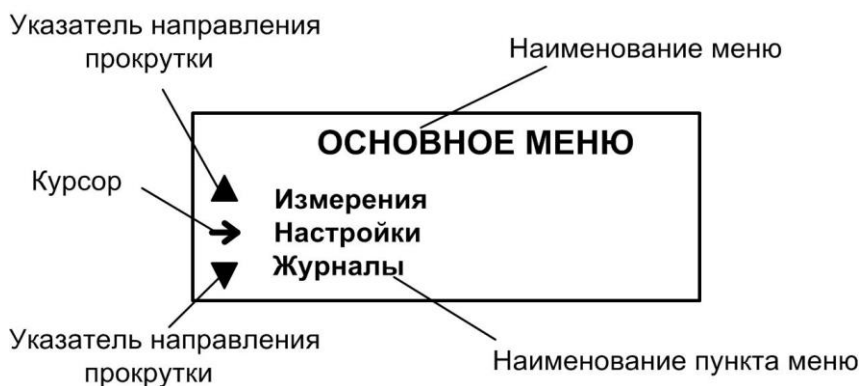 Указатель направления
прокрутки
Наименование меню
ОСНОВНОЕ МЕНЮ
Курсор
Измерения
Настройки
Журналы
Указатель направления
прокрутки
Наименование пункта меню